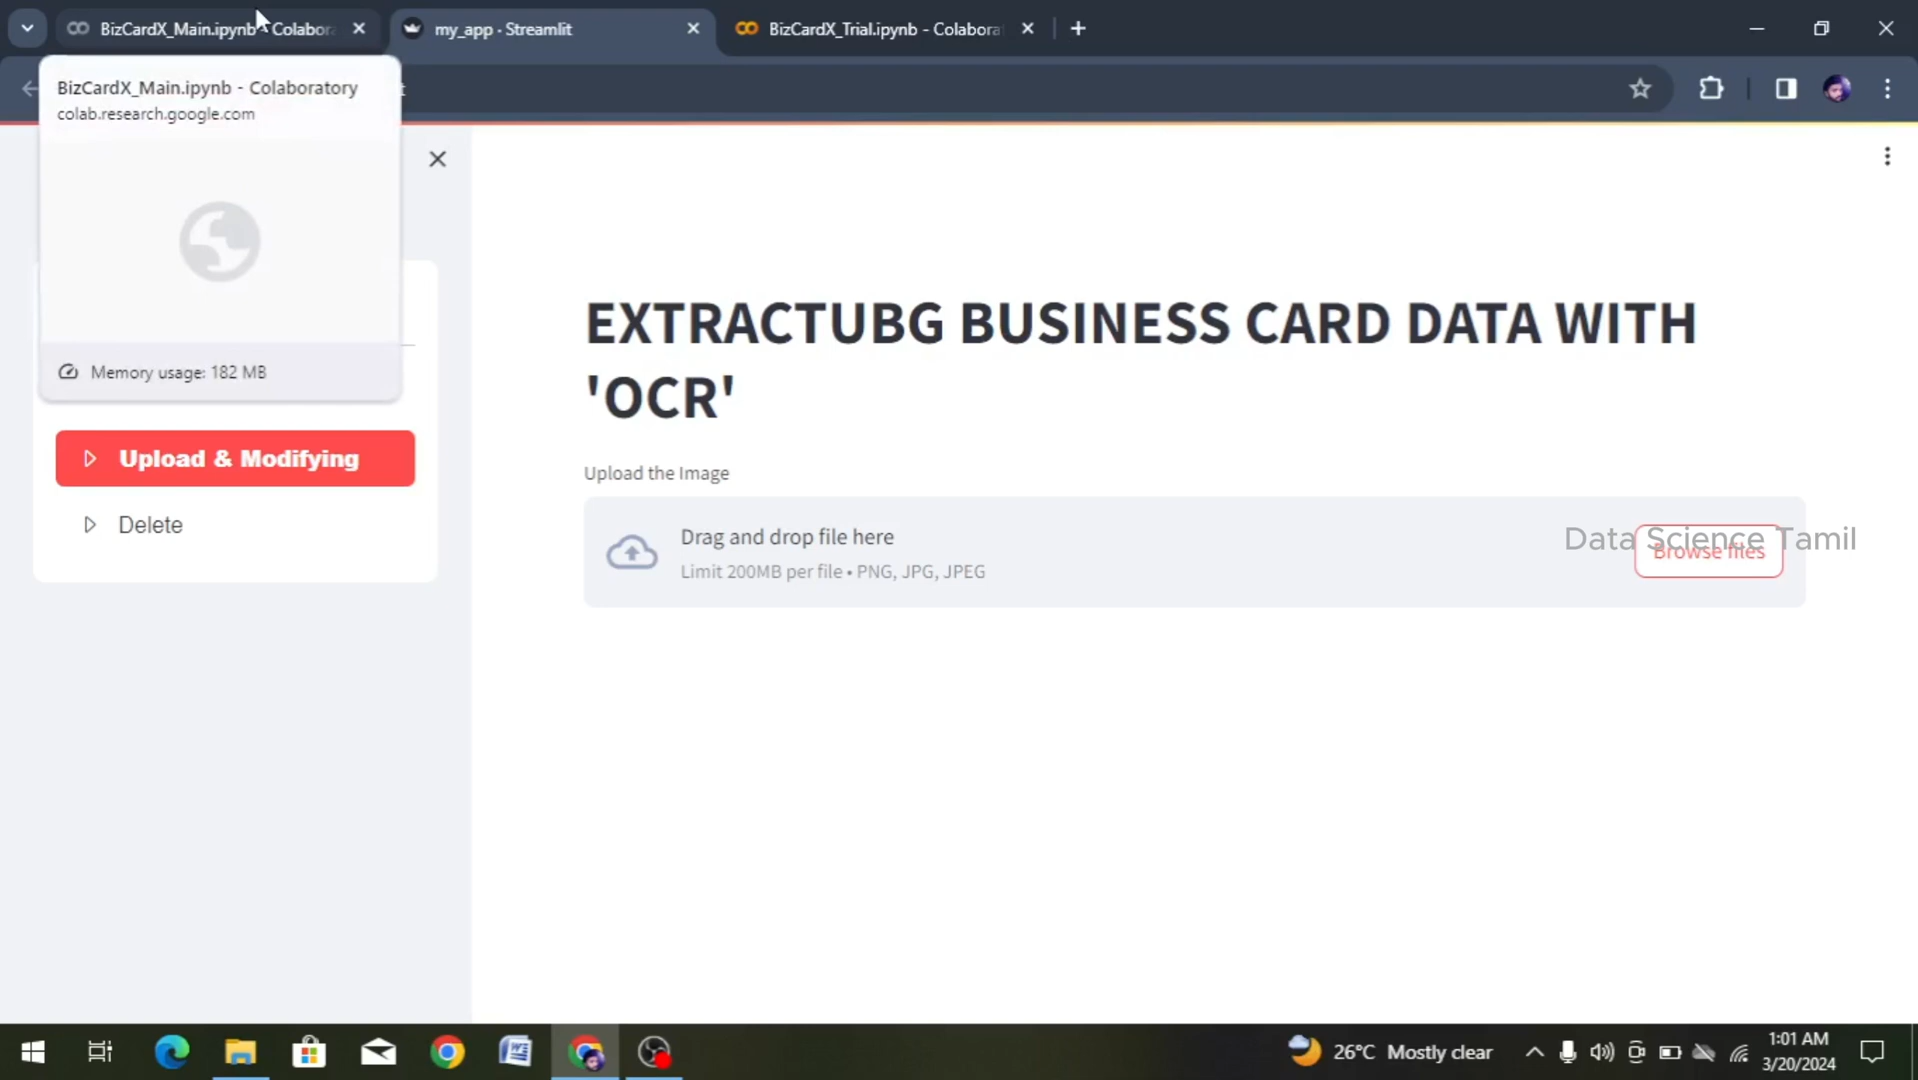 BizCardX_Main.ipynb - Colabor
my_app - Streamlit
BizCardX_Trial.ipynb - Colabora
BizCardX_Main.ipynb - Colaboratory
colab.research.google.com
Memory usage: 182 MB
Upload & Modifying
Delete
EXTRACTUBG BUSINESS CARD DATA WITH
'OCR'
Upload the Image
Drag and drop file here
Limit 200MB per file • PNG, JPG, JPEG
Browse files
Data Science Tamil
26°C Mostly clear
1:01 AM
3/20/2024